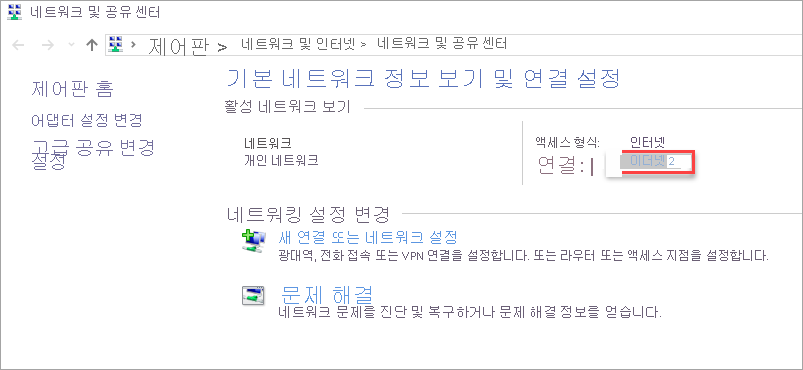 네트워크 및 공유 센터
제어판 > 네트워크 및 인터넷 > 네트워크 및 공유 센터
제어판 홈
어댑터 설정 변경
고급 공유 변경
설정
기본 네트워크 정보 보기 및 연결 설정
활성 네트워크 보기
네트워크
개인 네트워크
액세스 형식: 인터넷
연결: 이더넷 2
네트워킹 설정 변경
새 연결 또는 네트워크 설정
광대역, 전화 접속 또는 VPN 연결을 설정합니다. 또는 라우터 또는 액세스 지점을 설정합니다.
문제 해결
네트워크 문제를 진단 및 복구하거나 문제 해결 정보를 얻습니다.